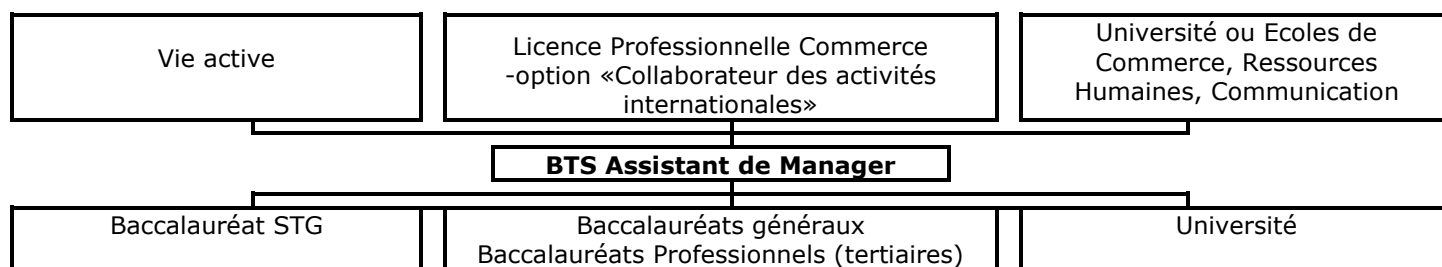 Vie active
Licence Professionnelle Commerce
-option «Collaborateur des activités
internationales»
Université ou Ecoles de
Commerce, Ressources
Humaines, Communication
BTS Assistant de Manager
Baccalauréat STG
Baccalauréats généraux
Baccalauréats Professionnels (tertiaires)
Université